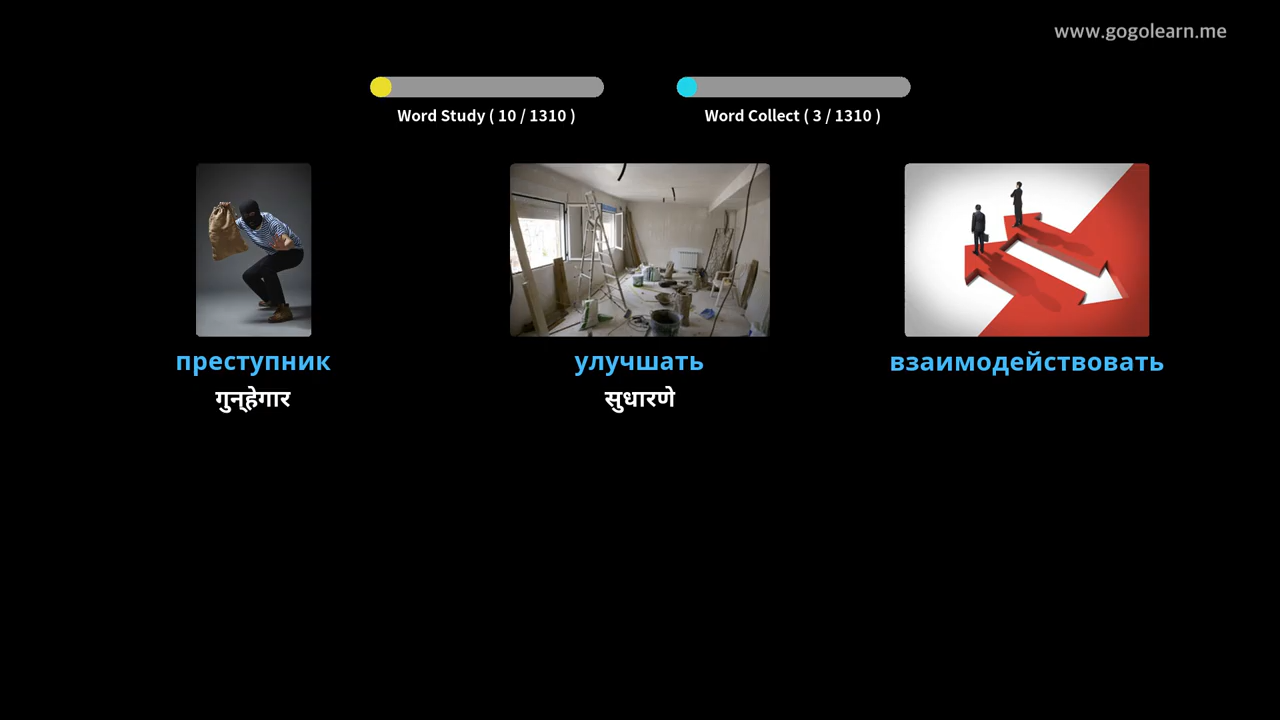 www.gogolearn.me
Word Study ( 10 / 1310 )
Word Collect ( 3 / 1310 )
преступник
улучшать
взаимодействовать
गुन्हेगार
सुधारणे